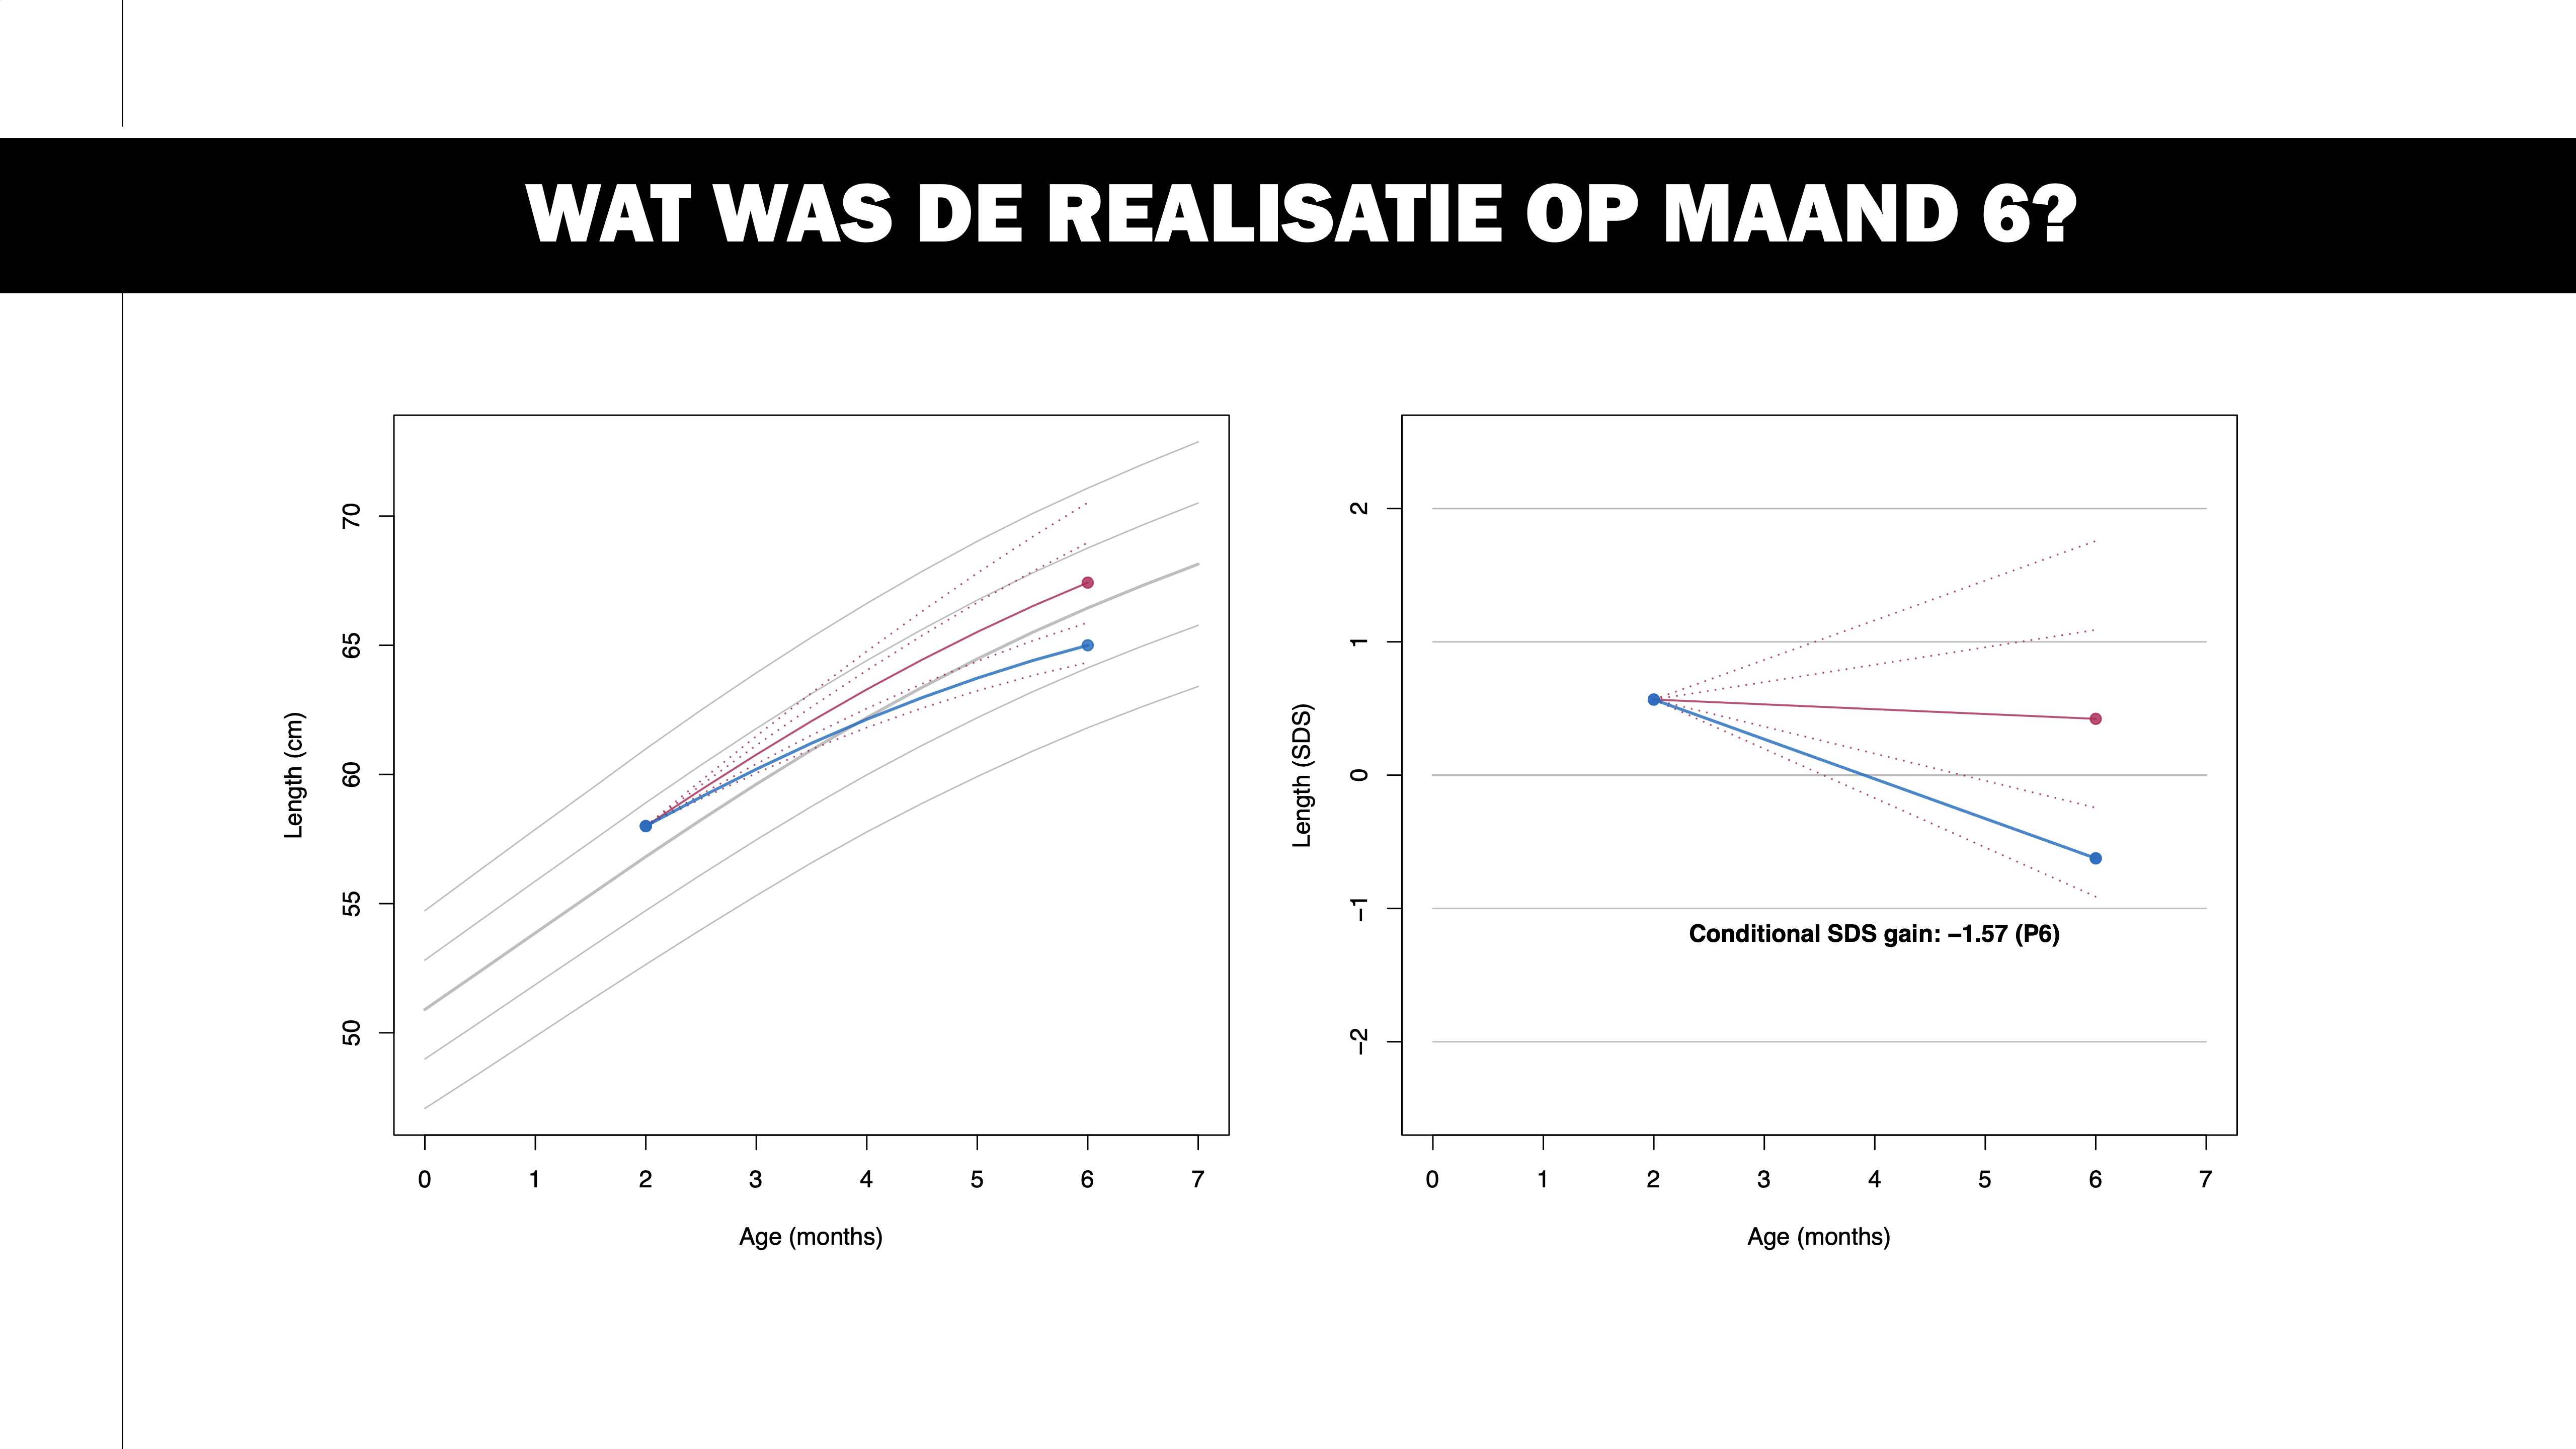 WAT WAS DE REALISATIE OP MAAND 6?
Length (cm)
70
65
60
55
50
0 1 2 3 4 5 6 7
Age (months)
Length (SDS)
2
1
0
−1
−2
Conditional SDS gain: −1.57 (P6)
0 1 2 3 4 5 6 7
Age (months)